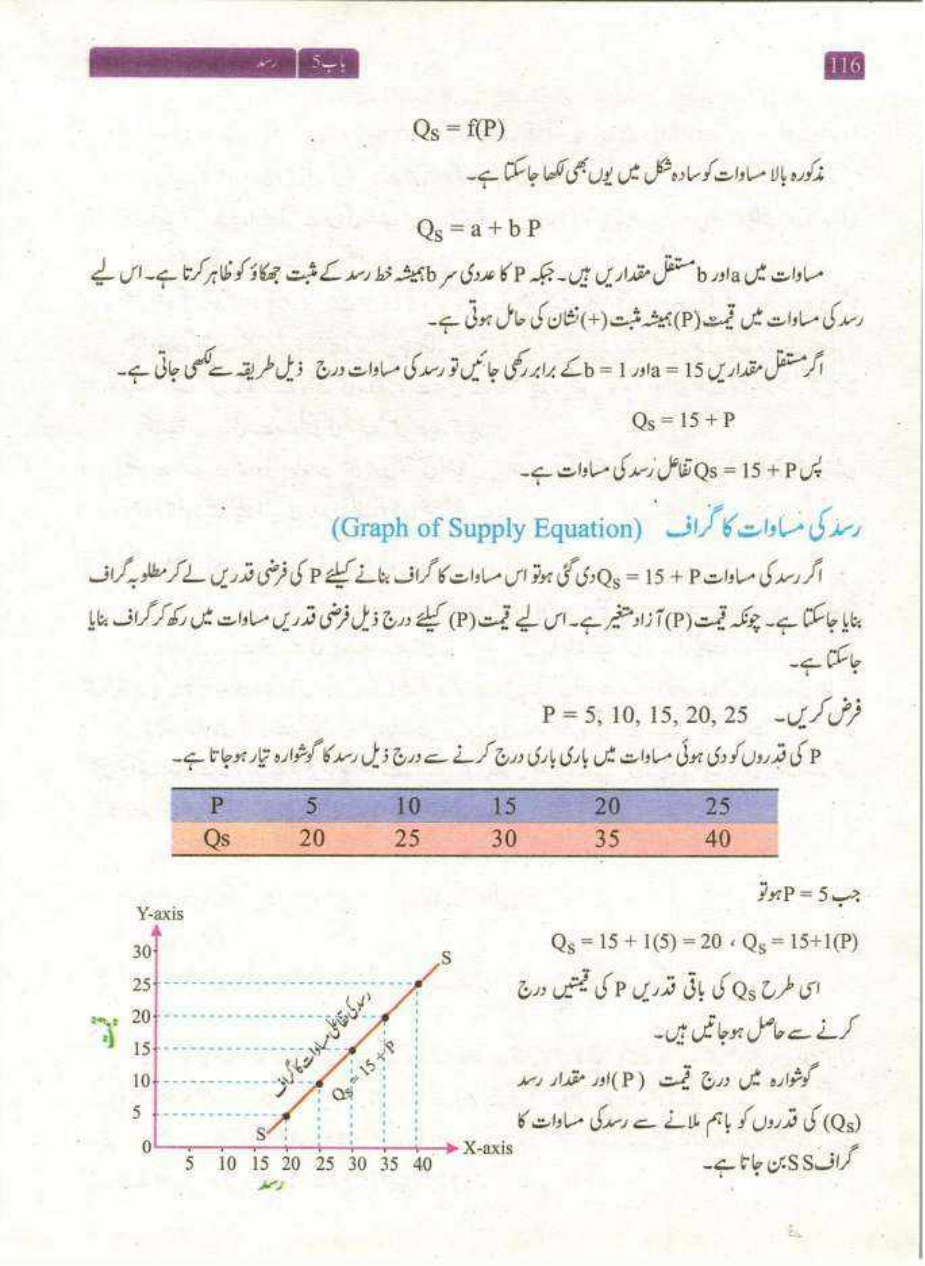 116
باب 5 رسد
Qs = f(P)
مذکورہ بالا مساوات کو سادہ شکل میں یوں بھی لکھا جاسکتا ہے۔
Qs = a + b P
مساوات میں a اور b مستقل مقداریں ہیں۔ جبکہ P کا عددی سر b ہمیشہ خط رسد کے مثبت جھکاؤ کو ظاہر کرتا ہے۔ اس لیے
رسد کی مساوات میں قیمت (P) ہمیشہ مثبت (+) نشان کی حامل ہوتی ہے۔
اگر مستقل مقداریں a = 15 اور b = 1 کے برابر رکھی جائیں تو رسد کی مساوات درج ذیل طریقہ سے لکھی جاتی ہے۔
Qs = 15 + P
پس Qs = 15 + P تفاعل رسد کی مساوات ہے۔
رسد کی مساوات کا گراف (Graph of Supply Equation)
اگر رسد کی مساوات Qs = 15 + P دی گئی ہو تو اس مساوات کا گراف بنانے کیلئے P کی فرضی قدریں لے کر مطلوبہ گراف
بنایا جاسکتا ہے۔ چونکہ قیمت (P) آزاد متغیر ہے۔ اس لیے قیمت (P) کیلئے درج ذیل فرضی قدریں مساوات میں رکھ کر گراف بنایا
جاسکتا ہے۔
فرض کریں۔ P = 5, 10, 15, 20, 25
P کی قدروں کو دی ہوئی مساوات میں باری باری درج کرنے سے درج ذیل رسد کا گوشوارہ تیار ہوجاتا ہے۔
P 5 10 15 20 25
Qs 20 25 30 35 40
جب P = 5 ہو تو
Qs = 15 + 1(5) = 20 ، Qs = 15+1(P)
اسی طرح Qs کی باقی قدریں P کی قیمتیں درج
کرنے سے حاصل ہوجاتیں ہیں۔
گوشوارہ میں درج قیمت (P) اور مقدار رسد
(Qs) کی قدروں کو باہم ملانے سے رسد کی مساوات کا
گراف S S بن جاتا ہے۔
Y-axis
30
25
20
15
10
5
0
قیمت
S
رسد کی تفاعلی مساوات کا گراف
Qs = 15 + P
S
X-axis
5 10 15 20 25 30 35 40
رسد